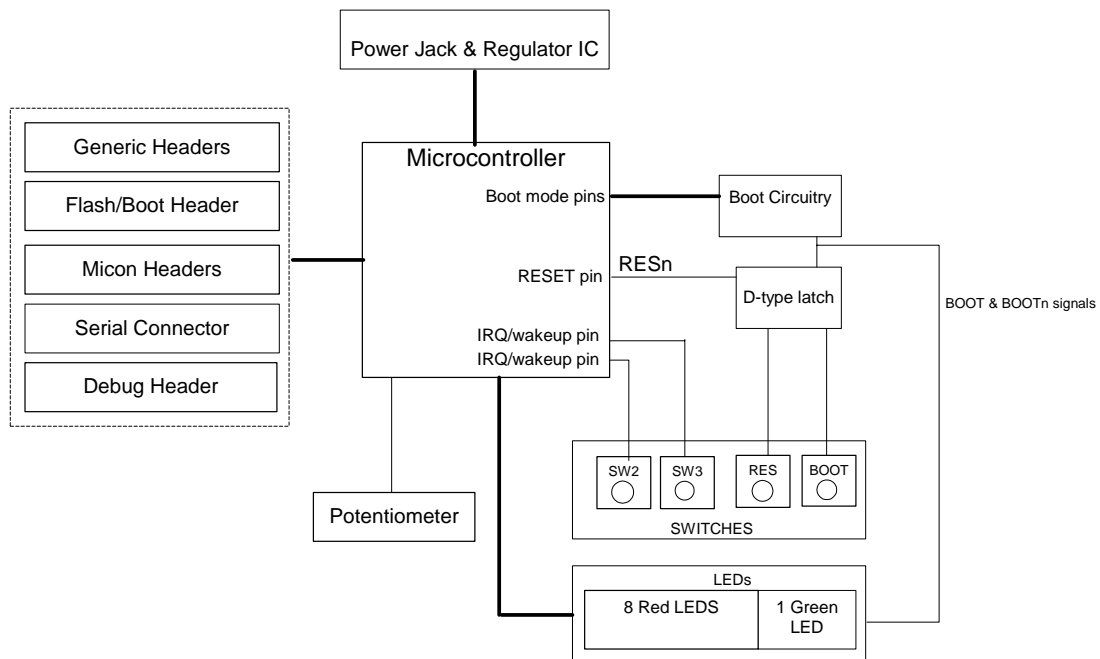 Power Jack & Regulator IC
Generic Headers
Flash/Boot Header
Micon Headers
Serial Connector
Debug Header
Microcontroller
Boot mode pins
RESET pin
IRQ/wakeup pin
IRQ/wakeup pin
RESn
Boot Circuitry
D-type latch
BOOT & BOOTn signals
Potentiometer
SW2
SW3
RES
BOOT
SWITCHES
LEDs
8 Red LEDS
1 Green
LED